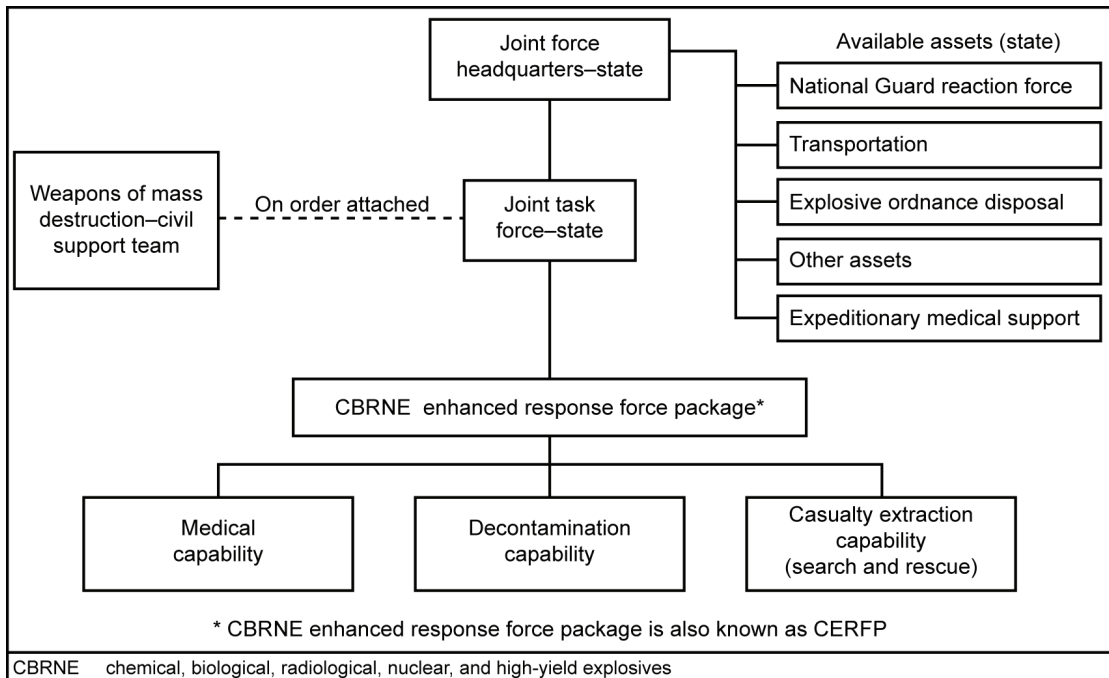 Joint force
headquarters–state
Available assets (state)
National Guard reaction force
Transportation
Explosive ordnance disposal
Other assets
Expeditionary medical support
Weapons of mass
destruction–civil
support team
On order attached
Joint task
force–state
CBRNE enhanced response force package*
Medical
capability
Decontamination
capability
Casualty extraction
capability
(search and rescue)
* CBRNE enhanced response force package is also known as CERFP
CBRNE chemical, biological, radiological, nuclear, and high-yield explosives